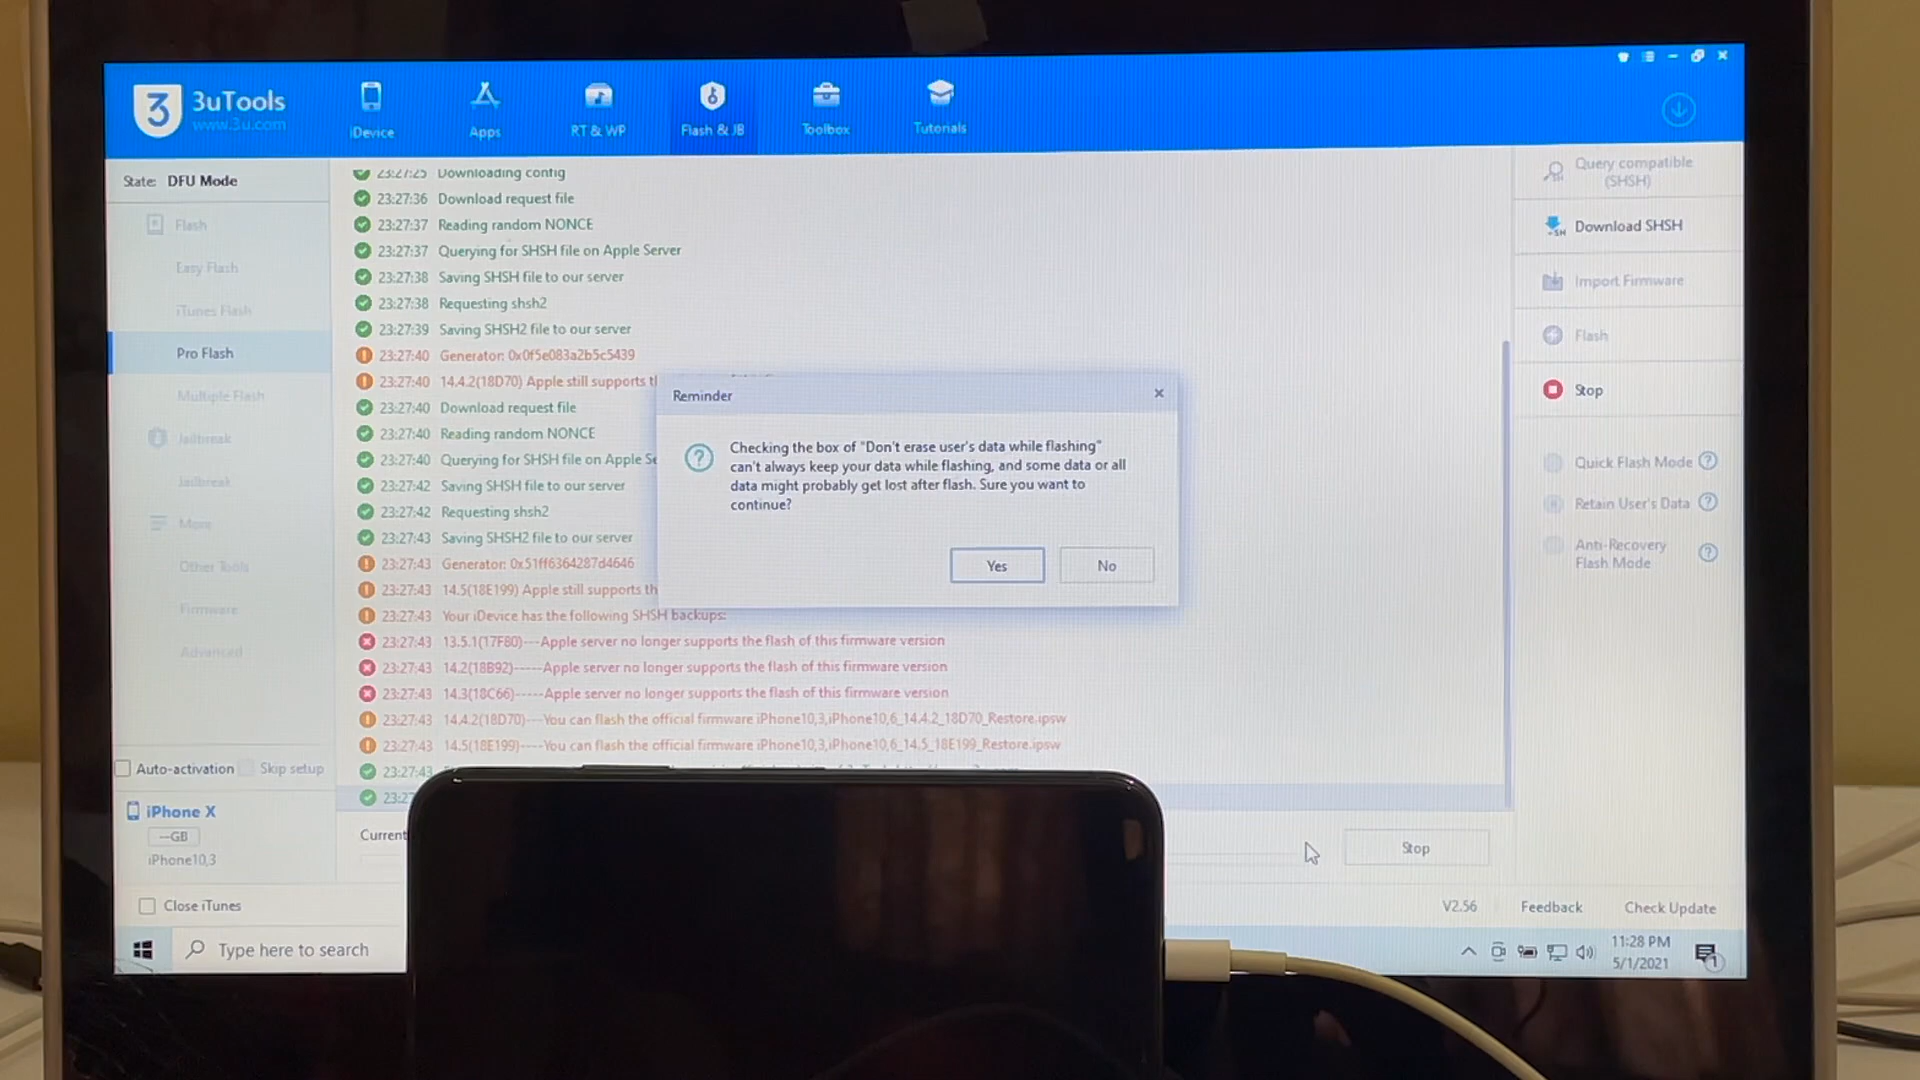 3 3uTools
www.3u.com
iDevice
Apps
RT & WP
Flash & JB
Toolbox
Tutorials
State: DFU Mode
Flash
Easy Flash
iTunes Flash
Pro Flash
Multiple Flash
Jailbreak
Jailbreak
More
Other Tools
Firmware
Advanced
Auto-activation
Skip setup
iPhone X
--GB
iPhone10,3
Close iTunes
23:27:25 Downloading config
23:27:36 Download request file
23:27:37 Reading random NONCE
23:27:37 Querying for SHSH file on Apple Server
23:27:38 Saving SHSH file to our server
23:27:38 Requesting shsh2
23:27:39 Saving SHSH2 file to our server
23:27:40 Generator: 0x0f5e083a2b5c5439
23:27:40 14.4.2(18D70) Apple still supports
23:27:40 Download request file
23:27:40 Reading random NONCE
23:27:40 Querying for SHSH file on Apple Se
23:27:42 Saving SHSH file to our server
23:27:42 Requesting shsh2
23:27:43 Saving SHSH2 file to our server
23:27:43 Generator: 0x51ff6364287d4646
23:27:43 14.5(18E199) Apple still supports th
23:27:43 Your iDevice has the following SHSH backups:
23:27:43 13.5.1(17F80)---Apple server no longer supports the flash of this firmware version
23:27:43 14.2(18B92)-----Apple server no longer supports the flash of this firmware version
23:27:43 14.3(18C66)-----Apple server no longer supports the flash of this firmware version
23:27:43 14.4.2(18D70)---You can flash the official firmware iPhone10,3,iPhone10,6_14.4.2_18D70_Restore.ipsw
23:27:43 14.5(18E199)----You can flash the official firmware iPhone10,3,iPhone10,6_14.5_18E199_Restore.ipsw
23:27:43
23:27
Current
Stop
Reminder
Checking the box of "Don't erase user's data while flashing"
can't always keep your data while flashing, and some data or all
data might probably get lost after flash. Sure you want to
continue?
Yes
No
Query compatible
(SHSH)
Download SHSH
Import Firmware
Flash
Stop
Quick Flash Mode ?
Retain User's Data ?
Anti-Recovery
Flash Mode ?
V2.56
Feedback
Check Update
Type here to search
11:28 PM
5/1/2021
1